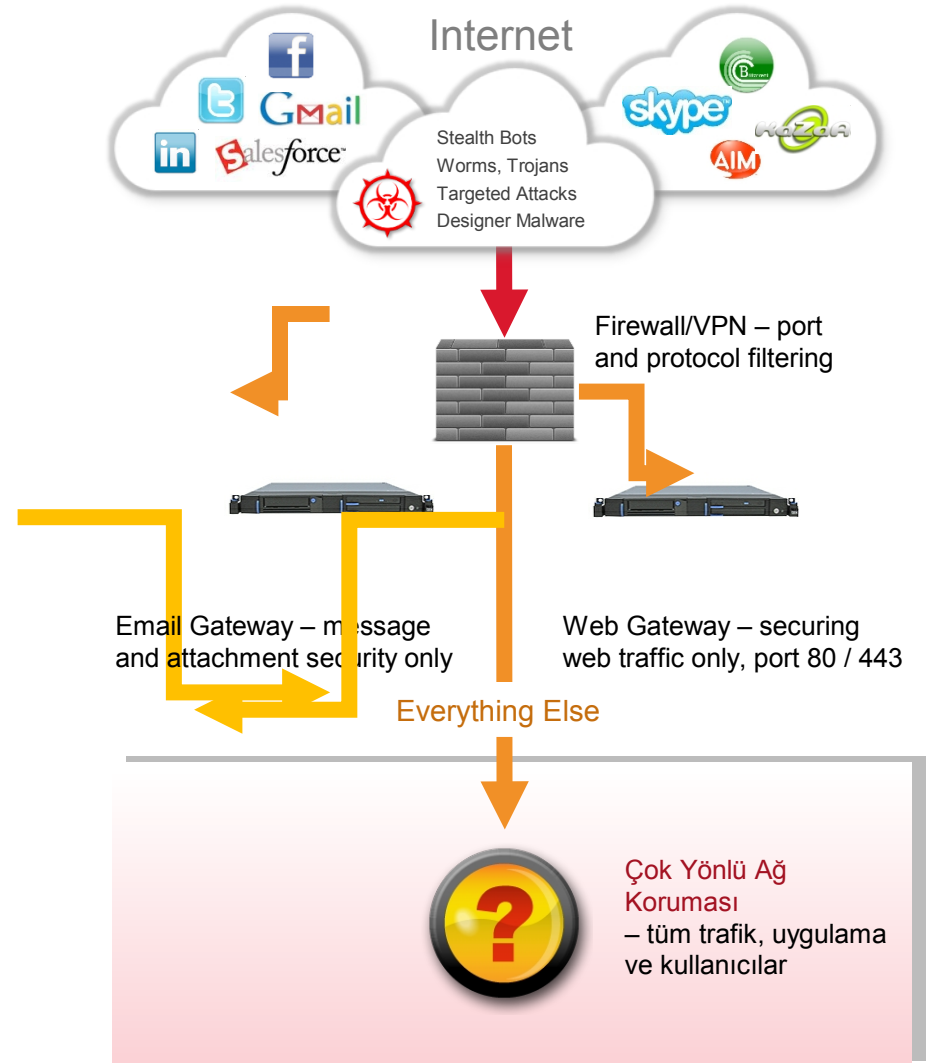 Internet
f
t
GMail
in
salesforce
Stealth Bots
Worms, Trojans
Targeted Attacks
Designer Malware
skype
KaZaA
AIM
Firewall/VPN – port
and protocol filtering
Email Gateway – message
and attachment security only
Web Gateway – securing
web traffic only, port 80 / 443
Everything Else
?
Çok Yönlü Ağ
Koruması
– tüm trafik, uygulama
ve kullanıcılar